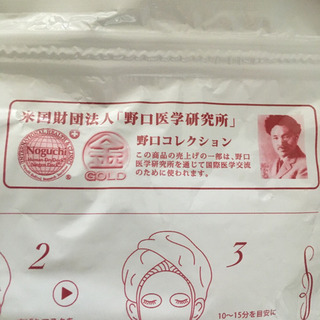 米国財団法人「野口医学研究所」
Noguchi
金
GOLD
野口コレクション
この商品の売上げの一部は、野口
医学研究所を通じて国際医学交流
のために使われます。
2
3
10〜15分を目安に